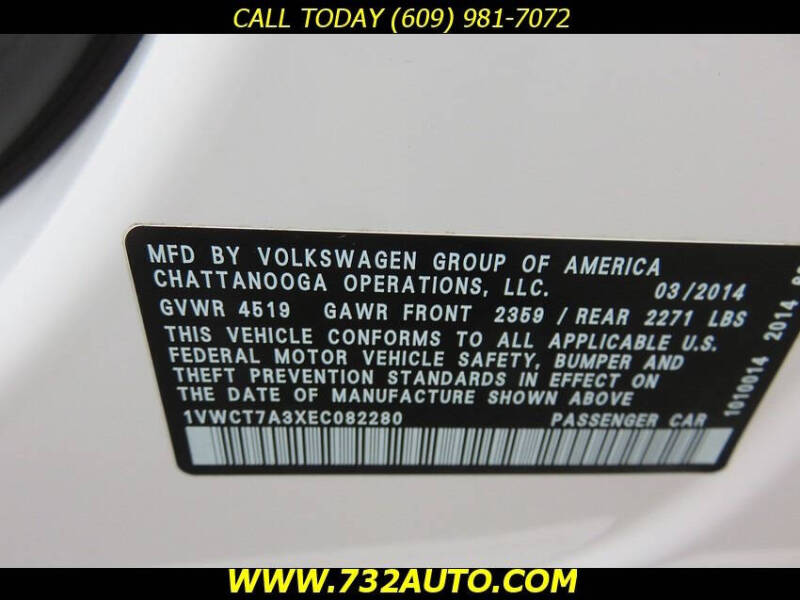 CALL TODAY (609) 981-7072
MFD BY VOLKSWAGEN GROUP OF AMERICA
CHATTANOOGA OPERATIONS, LLC. 03/2014
GVWR 4519 GAWR FRONT 2359 / REAR 2271 LBS
THIS VEHICLE CONFORMS TO ALL APPLICABLE U.S.
FEDERAL MOTOR VEHICLE SAFETY, BUMPER AND
THEFT PREVENTION STANDARDS IN EFFECT ON
THE DATE OF MANUFACTURE SHOWN ABOVE
1VWCT7A3XEC082280 PASSENGER CAR
1010014 2014
WWW.732AUTO.COM